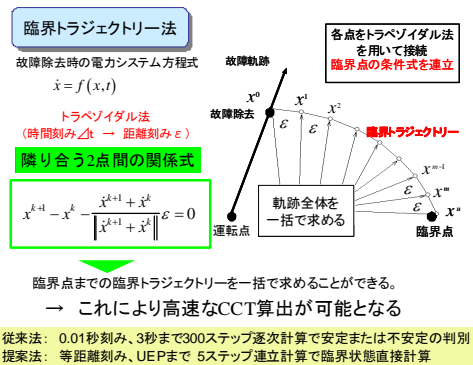 臨界トラジェクトリー法
故障除去時の電力システム方程式
ẋ = f(x,t)
トラペゾイダル法
(時間刻み⊿t → 距離刻みε)
隣り合う2点間の関係式
x^{k+1} − x^k − (ẋ^{k+1} + ẋ^k)/‖ẋ^{k+1} + ẋ^k‖ ε = 0
各点をトラペゾイダル法
を用いて接続
臨界点の条件式を連立
故障軌跡
x^0
x^1
x^2
故障除去
ε
ε
臨界トラジェクトリー
x^{m-1}
ε
x^m
ε
x^u
軌跡全体を
一括で求める
運転点
臨界点
臨界点までの臨界トラジェクトリーを一括で求めることができる。
→ これにより高速なCCT算出が可能となる
従来法: 0.01秒刻み、3秒まで300ステップ逐次計算で安定または不安定の判別
提案法: 等距離刻み、UEPまで 5ステップ連立計算で臨界状態直接計算